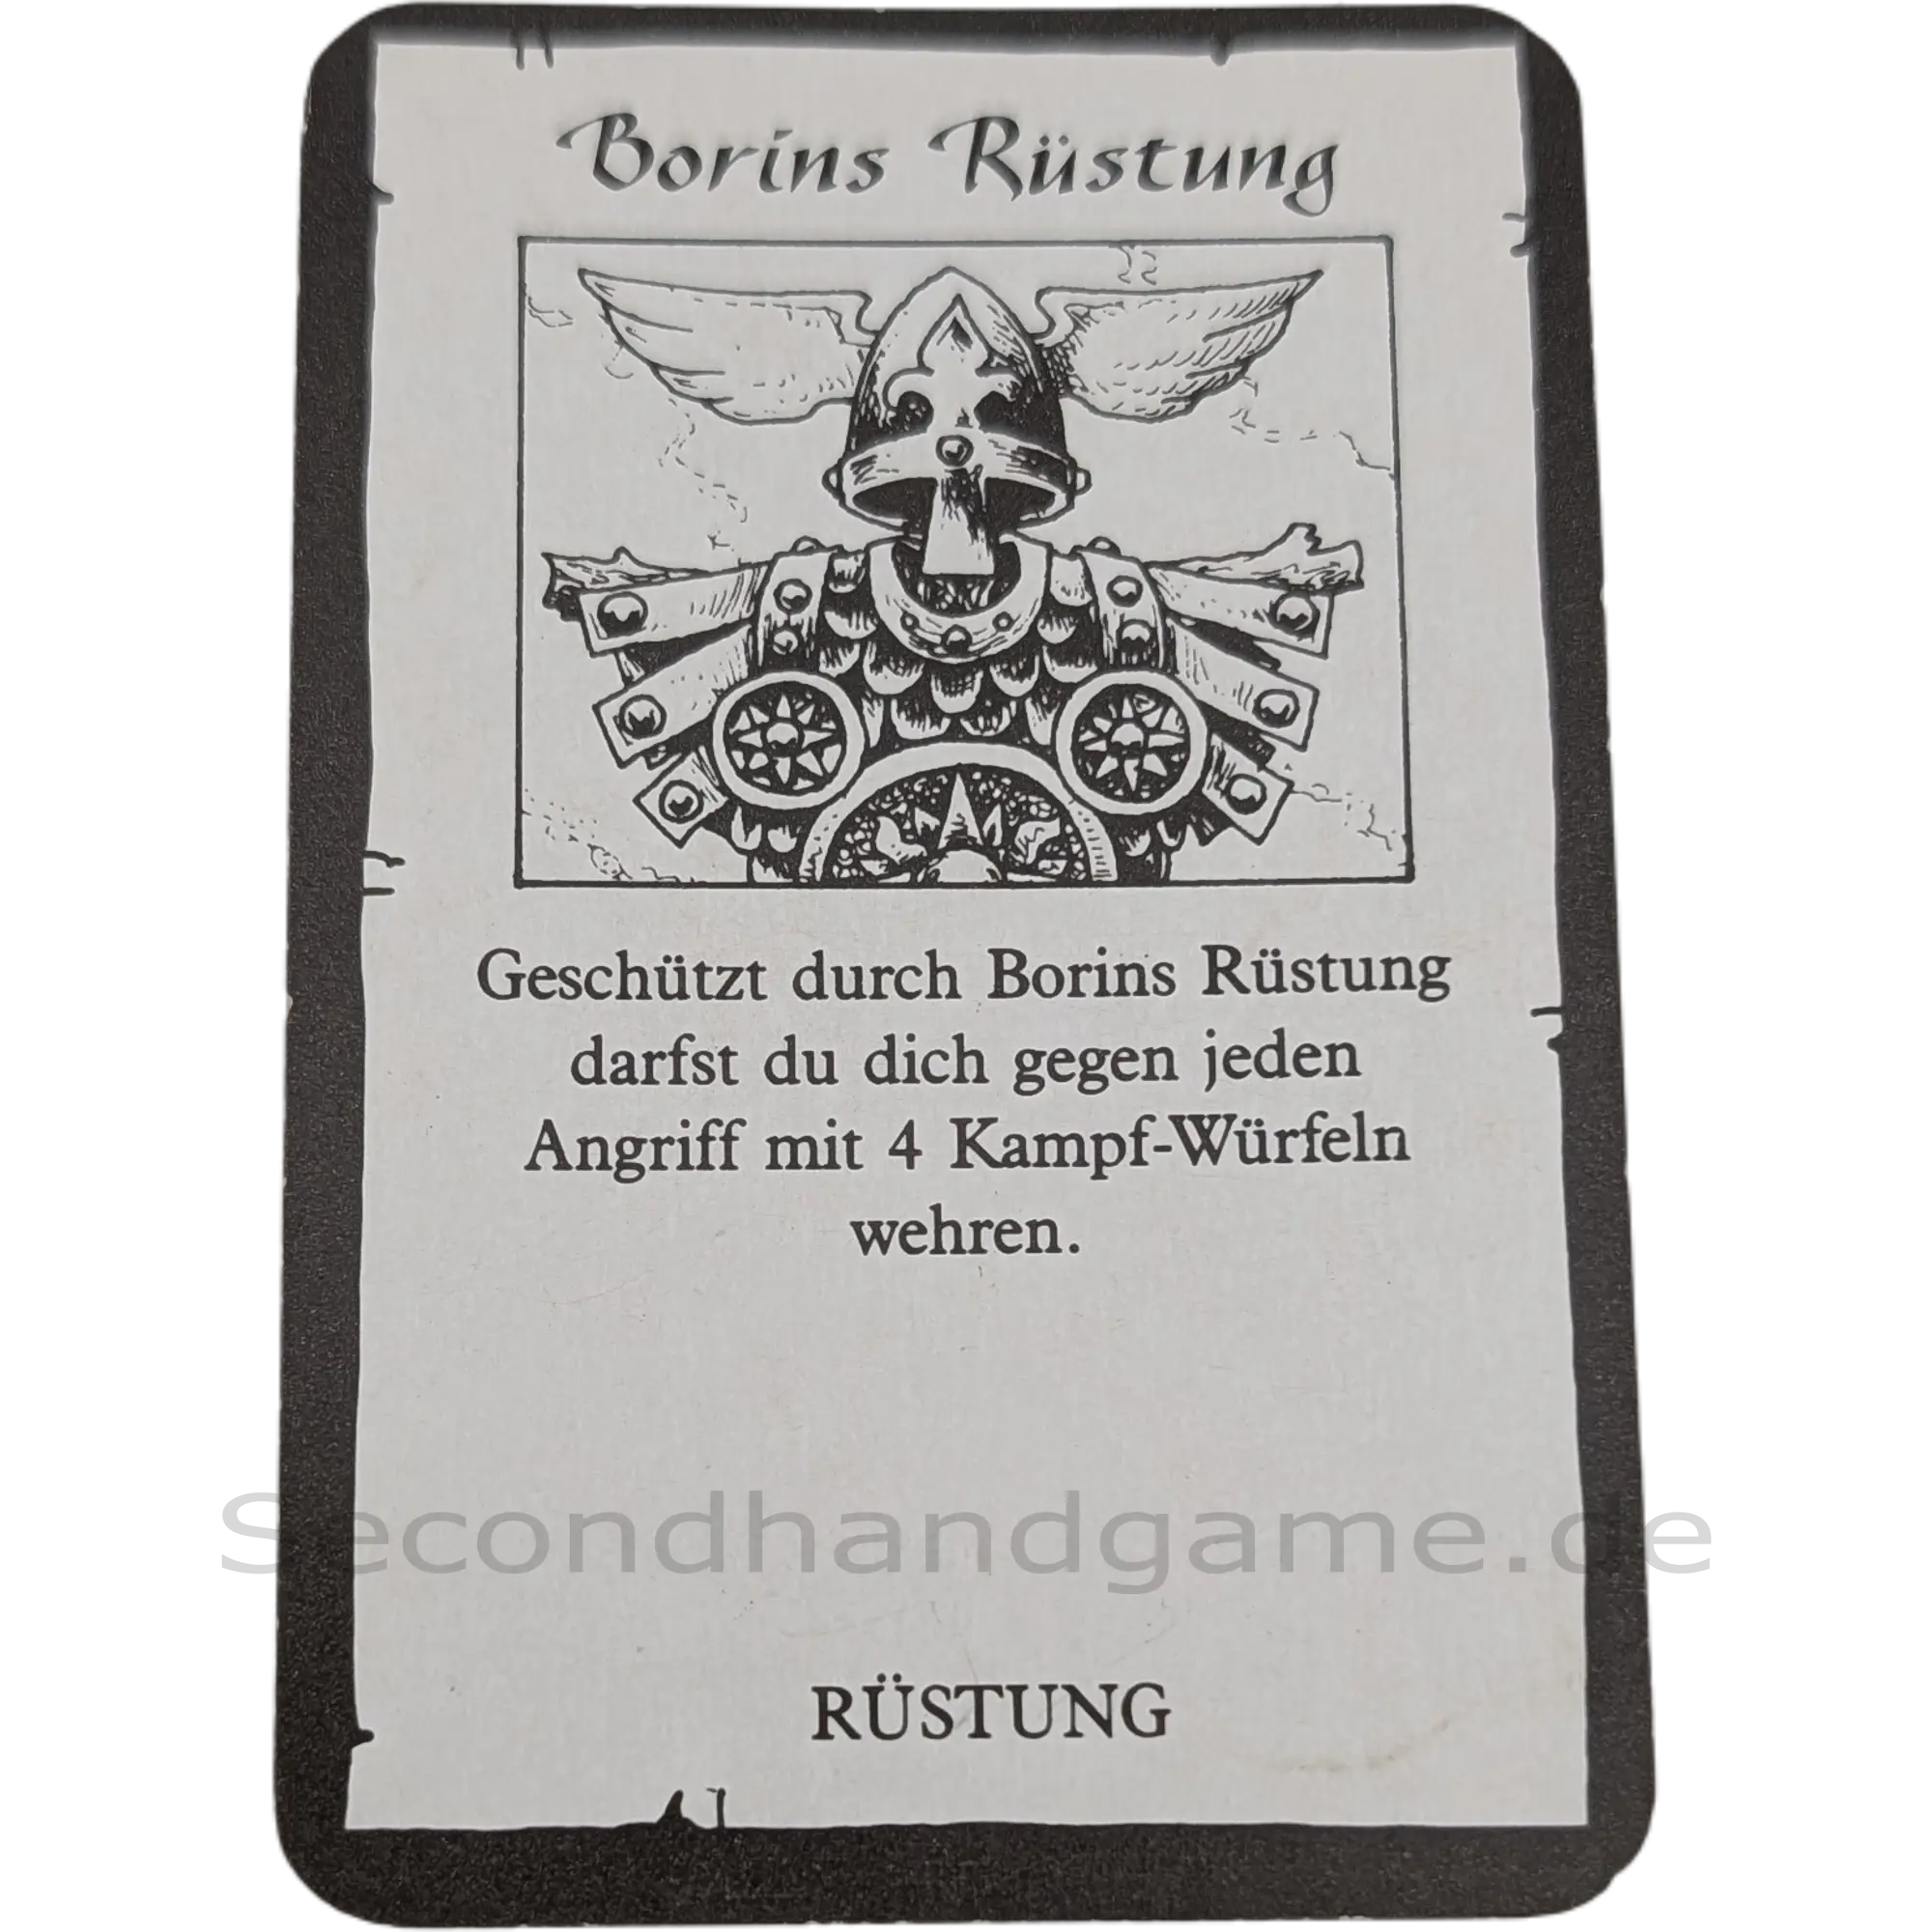 Borins Rüstung
Geschützt durch Borins Rüstung
darfst du dich gegen jeden
Angriff mit 4 Kampf-Würfeln
wehren.
Secondhandgame.de
RÜSTUNG